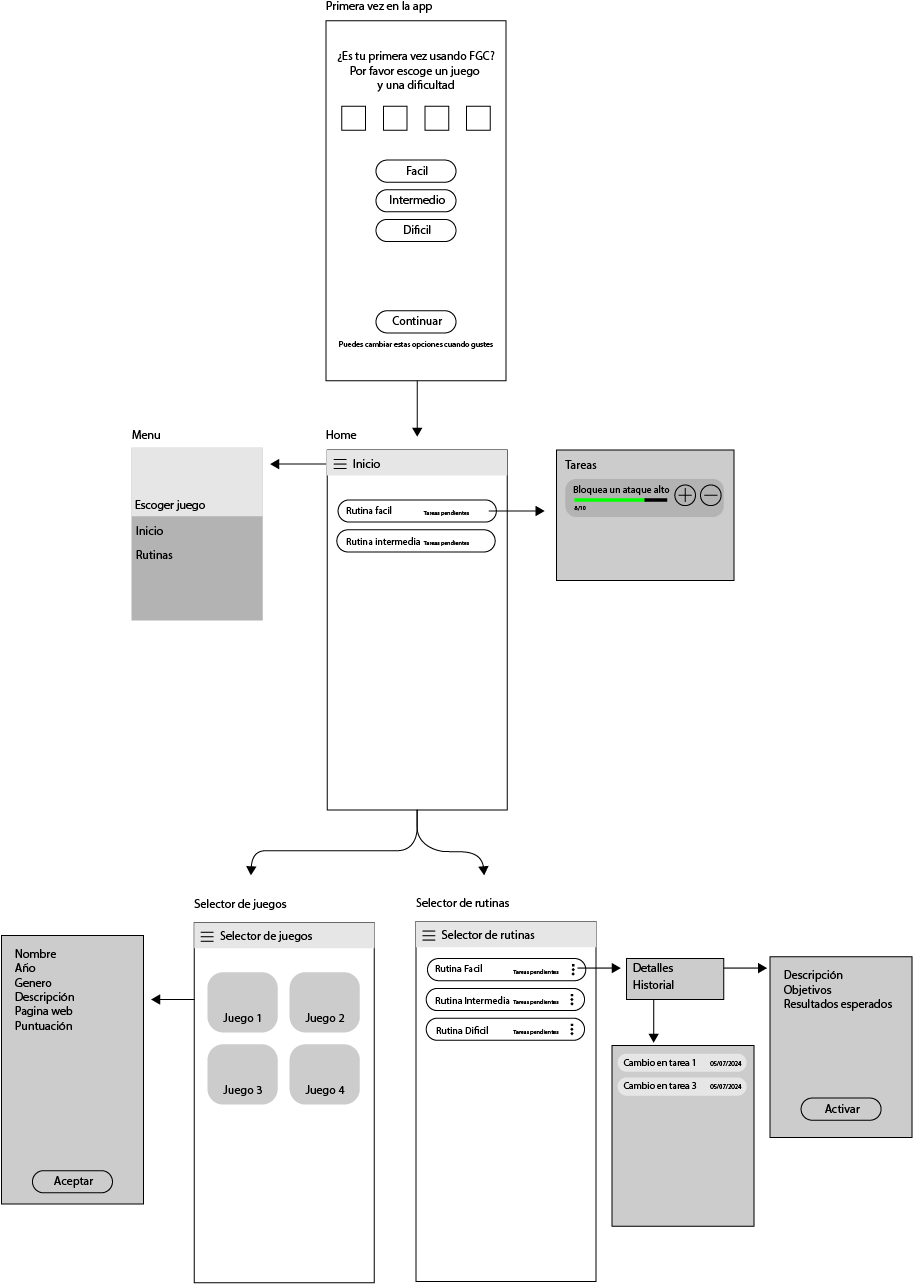 Primera vez en la app
¿Es tu primera vez usando FGC?
Por favor escoge un juego
y una dificultad
Facil
Intermedio
Dificil
Continuar
Puedes cambiar estas opciones cuando gustes
Menu
Escoger juego
Inicio
Rutinas
Home
Inicio
Rutina facil Tareas pendientes
Rutina intermedia Tareas pendientes
Tareas
Bloquea un ataque alto
8/10
Selector de juegos
Selector de juegos
Juego 1
Juego 2
Juego 3
Juego 4
Nombre
Año
Genero
Descripción
Pagina web
Puntuación
Aceptar
Selector de rutinas
Selector de rutinas
Rutina Facil Tareas pendientes
Rutina Intermedia Tareas pendientes
Rutina Dificil Tareas pendientes
Detalles
Historial
Cambio en tarea 1 05/07/2024
Cambio en tarea 3 05/07/2024
Descripción
Objetivos
Resultados esperados
Activar